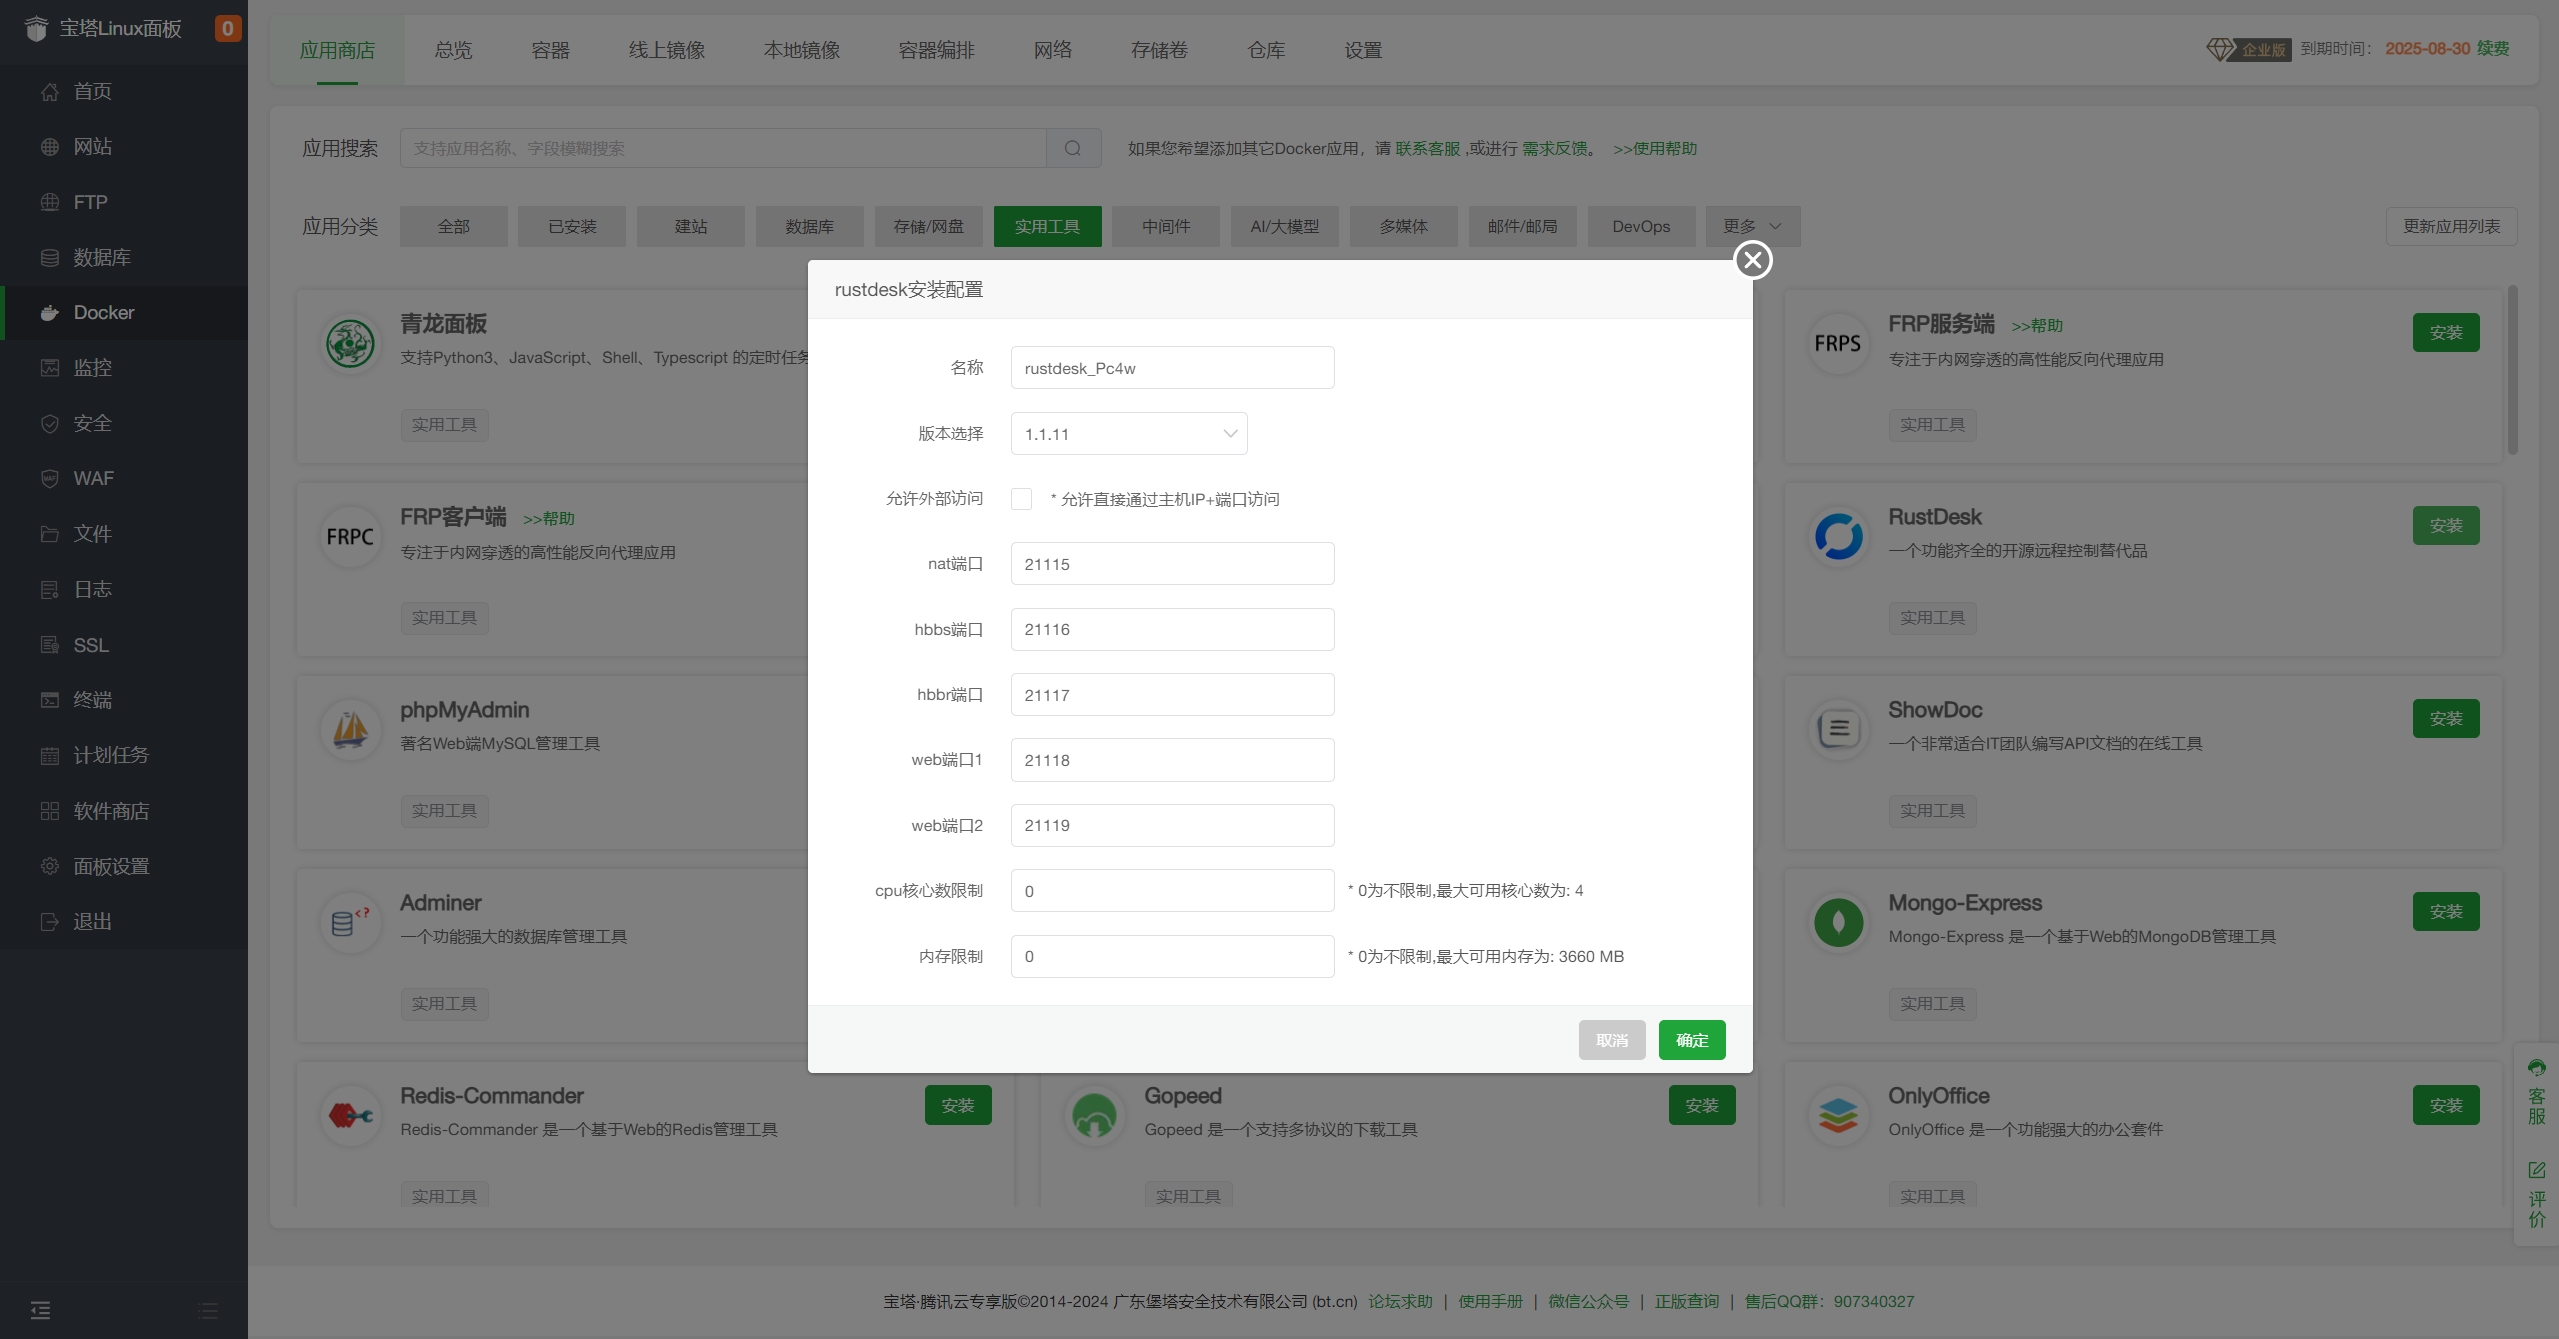 宝塔Linux面板
0
首页
网站
FTP
数据库
Docker
监控
安全
WAF
文件
日志
SSL
终端
计划任务
软件商店
面板设置
退出
应用商店 总览 容器 线上镜像 本地镜像 容器编排 网络 存储卷 仓库 设置
企业版 到期时间： 2025-08-30 续费
应用搜索 支持应用名称、字段模糊搜索 如果您希望添加其它Docker应用，请 联系客服 ,或进行 需求反馈。 >>使用帮助
应用分类 全部 已安装 建站 数据库 存储/网盘 实用工具 中间件 AI/大模型 多媒体 邮件/邮局 DevOps 更多 更新应用列表
青龙面板
支持Python3、JavaScript、Shell、Typescript 的定时任务
实用工具
FRPS
FRP服务端 >>帮助
专注于内网穿透的高性能反向代理应用
安装
实用工具
FRPC
FRP客户端 >>帮助
专注于内网穿透的高性能反向代理应用
实用工具
RustDesk
一个功能齐全的开源远程控制替代品
安装
实用工具
phpMyAdmin
著名Web端MySQL管理工具
实用工具
ShowDoc
一个非常适合IT团队编写API文档的在线工具
安装
实用工具
Adminer
一个功能强大的数据库管理工具
实用工具
Mongo-Express
Mongo-Express 是一个基于Web的MongoDB管理工具
安装
实用工具
Redis-Commander
Redis-Commander 是一个基于Web的Redis管理工具
安装
实用工具
Gopeed
Gopeed 是一个支持多协议的下载工具
安装
实用工具
OnlyOffice
OnlyOffice 是一个功能强大的办公套件
安装
实用工具
rustdesk安装配置
名称 rustdesk_Pc4w
版本选择 1.1.11
允许外部访问 * 允许直接通过主机IP+端口访问
nat端口 21115
hbbs端口 21116
hbbr端口 21117
web端口1 21118
web端口2 21119
cpu核心数限制 0 * 0为不限制,最大可用核心数为: 4
内存限制 0 * 0为不限制,最大可用内存为: 3660 MB
取消 确定
客服
评价
宝塔·腾讯云专享版©2014-2024 广东堡塔安全技术有限公司 (bt.cn) 论坛求助 | 使用手册 | 微信公众号 | 正版查询 | 售后QQ群：907340327